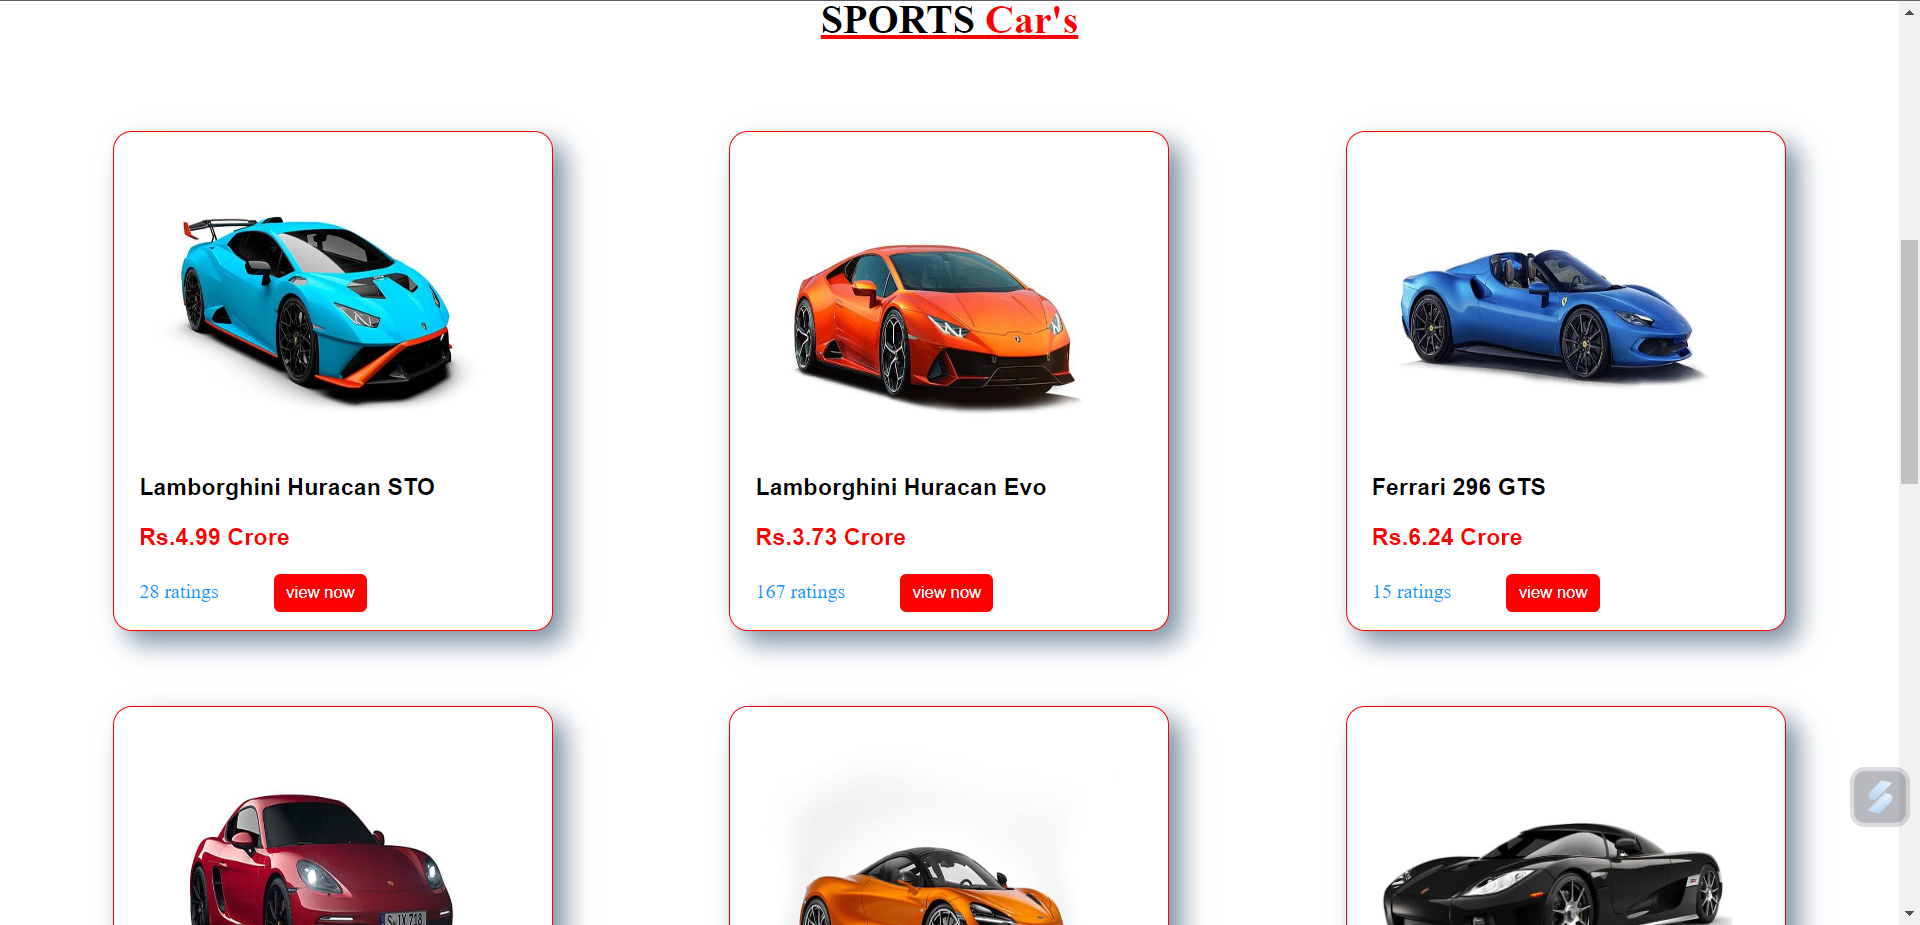 SPORTS Car's
Lamborghini Huracan STO
Rs.4.99 Crore
28 ratings view now
Lamborghini Huracan Evo
Rs.3.73 Crore
167 ratings view now
Ferrari 296 GTS
Rs.6.24 Crore
15 ratings view now